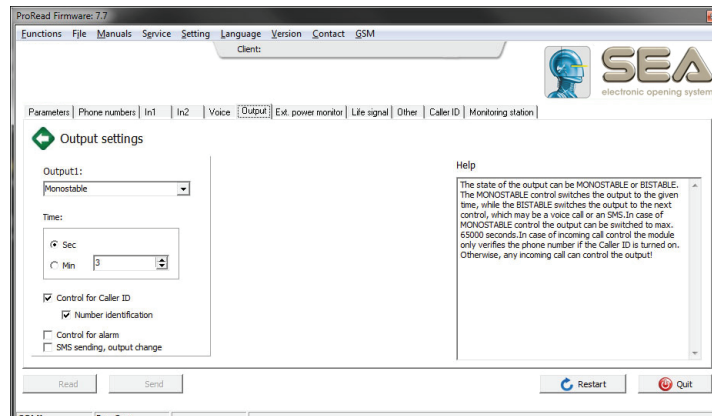 ProRead Firmware: 7.7
Functions File Manuals Service Setting Language Version Contact GSM
Client:
SEA
electronic opening system
Parameters Phone numbers In1 In2 Voice Output Ext. power monitor Life signal Other Caller ID Monitoring station
Output settings
Output1:
Monostable
Time:
Sec
Min 3
Control for Caller ID
Number identification
Control for alarm
SMS sending, output change
Help
The state of the output can be MONOSTABLE or BISTABLE.
The MONOSTABLE control switches the output to the given
time, while the BISTABLE switches the output to the next
control, which may be a voice call or an SMS.In case of
MONOSTABLE control the output can be switched to max.
65000 seconds.In case of incoming call control the module
only verifies the phone number if the Caller ID is turned on.
Otherwise, any incoming call can control the output!
Read Send Restart Quit